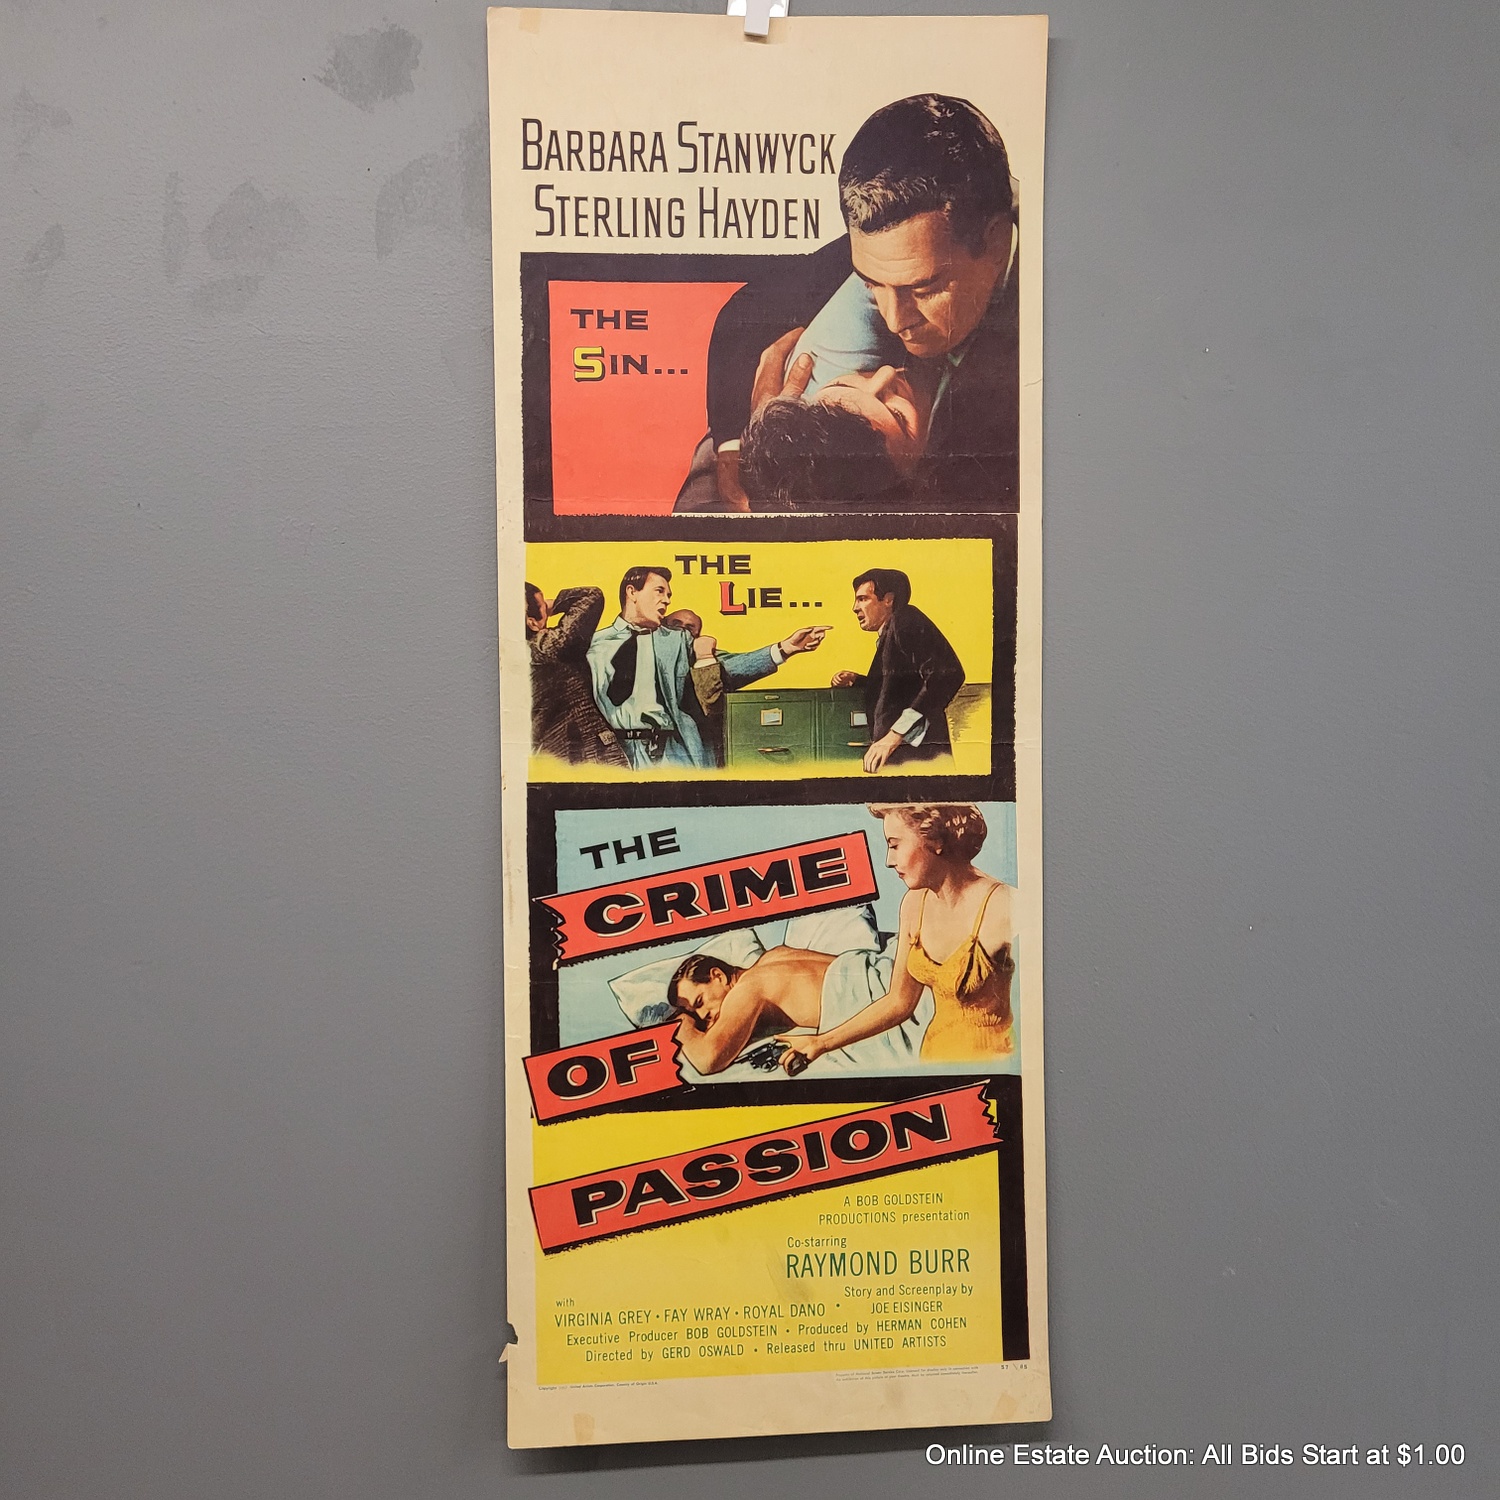 BARBARA STANWYCK
STERLING HAYDEN
THE
SIN...
THE
LIE...
THE
CRIME
OF
PASSION
A BOB GOLDSTEIN
PRODUCTIONS presentation
Co-starring
RAYMOND BURR
Story and Screenplay by
JOE EISINGER
with
VIRGINIA GREY • FAY WRAY • ROYAL DANO •
Executive Producer BOB GOLDSTEIN • Produced by HERMAN COHEN
Directed by GERD OSWALD • Released thru UNITED ARTISTS
Online Estate Auction: All Bids Start at $1.00